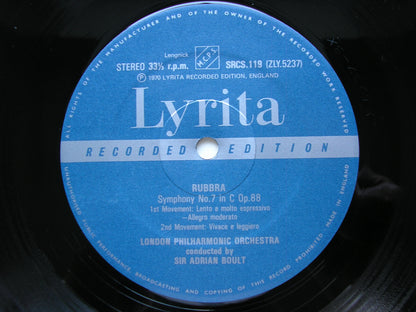 ALL RIGHTS OF THE MANUFACTURER AND OF THE OWNER OF THE RECORDED WORK RESERVED.
Lengnick
M.C.P.S.
STEREO 33⅓ r.p.m.
SRCS.119 (ZLY.5237)
Ⓟ 1970 LYRITA RECORDED EDITION, ENGLAND
Lyrita
RECORDED EDITION
RUBBRA
Symphony No.7 in C Op.88
1st Movement: Lento e molto espressivo
–Allegro moderato
2nd Movement: Vivace e leggiero
LONDON PHILHARMONIC ORCHESTRA
conducted by
SIR ADRIAN BOULT
UNAUTHORISED PUBLIC PERFORMANCE, BROADCASTING AND COPYING OF THIS RECORD PROHIBITED. MADE IN ENGLAND